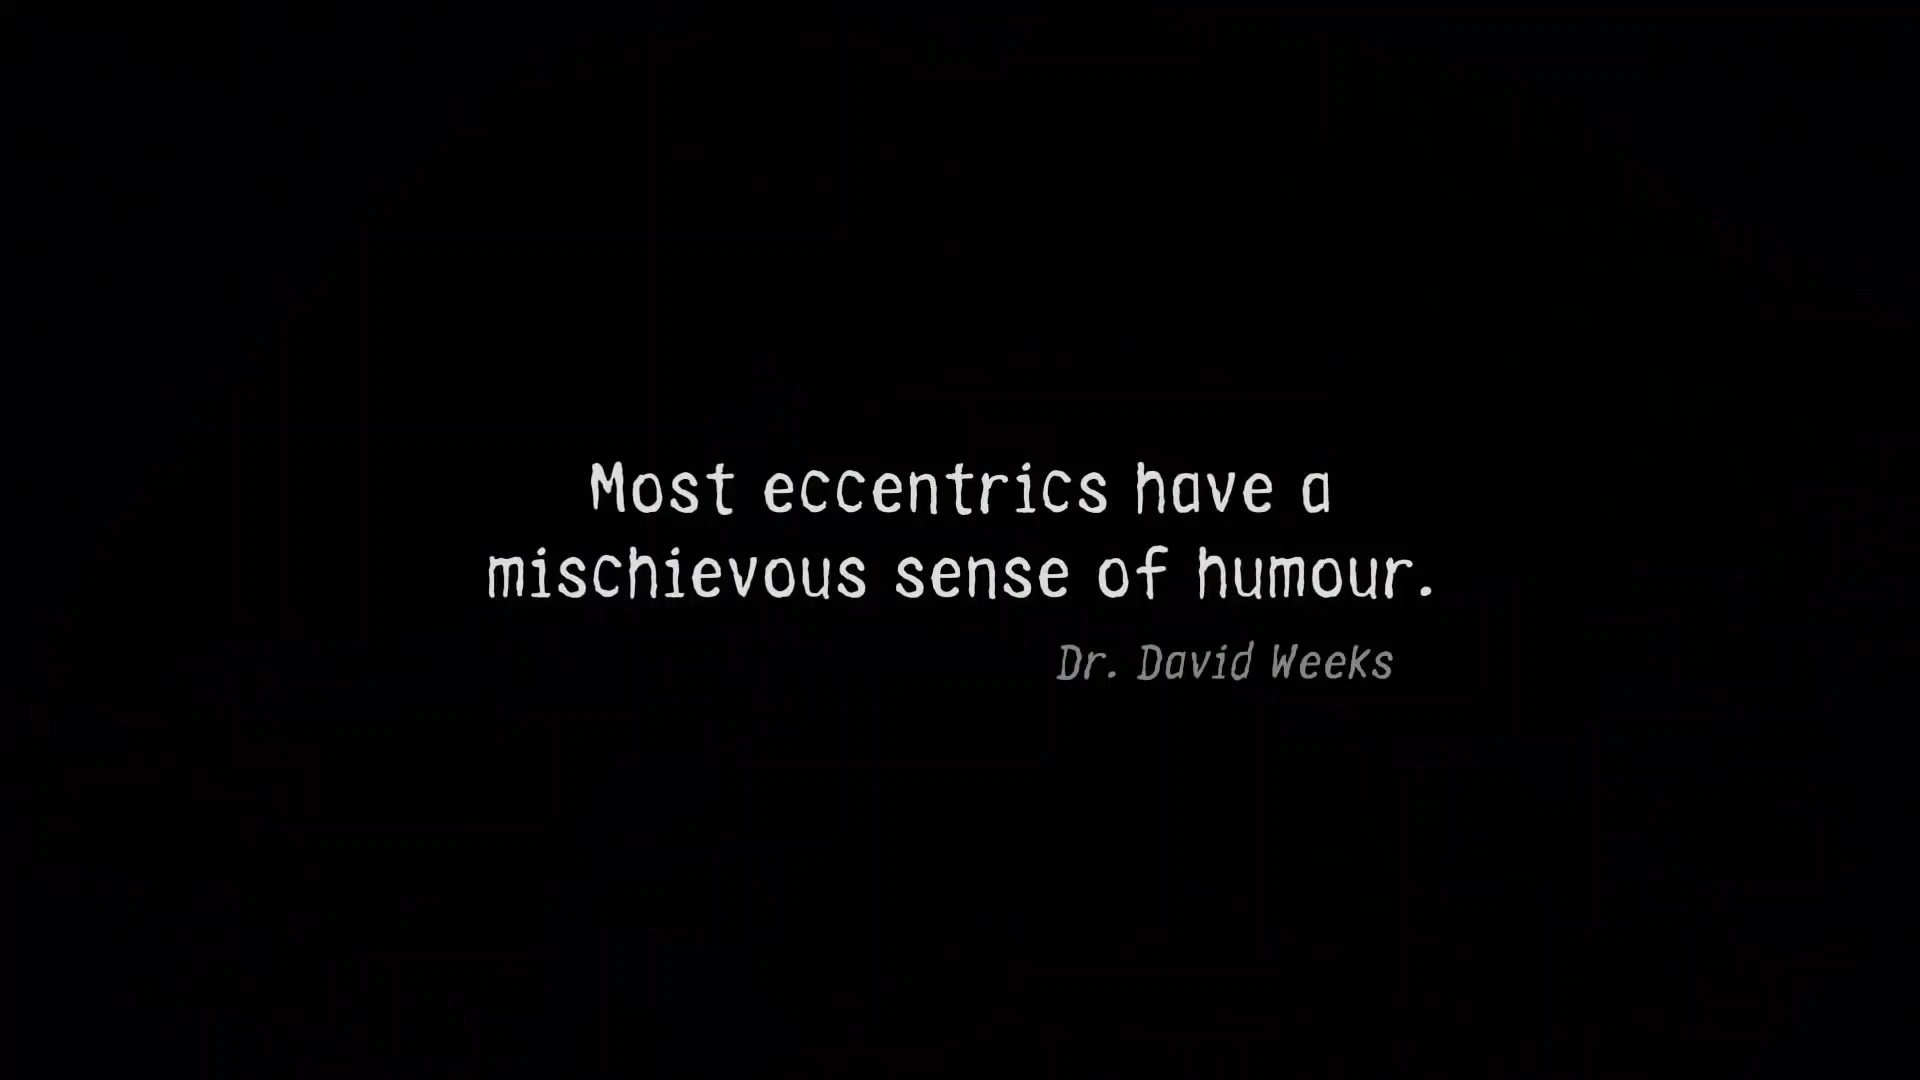 Most eccentrics have a
mischievous sense of humour.
Dr. David Weeks